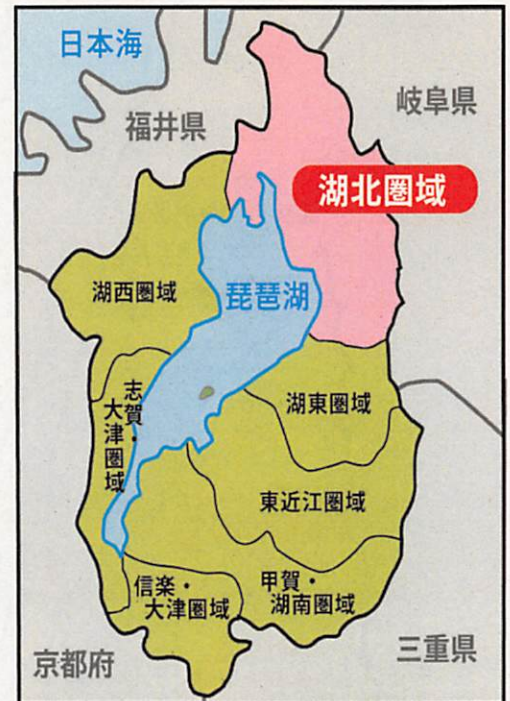 日本海
福井県
岐阜県
湖北圏域
湖西圏域
琵琶湖
志賀・
大津圏域
湖東圏域
東近江圏域
信楽・
大津圏域
甲賀・
湖南圏域
京都府
三重県